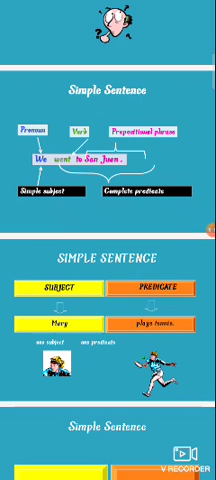 Simple Sentence
Pronoun Verb Prepositional phrase
We went to San Juan .
Simple subject Complete predicate
SIMPLE SENTENCE
SUBJECT PREDICATE
Mary plays tennis.
one subject one predicate
Simple Sentence
V RECORDER